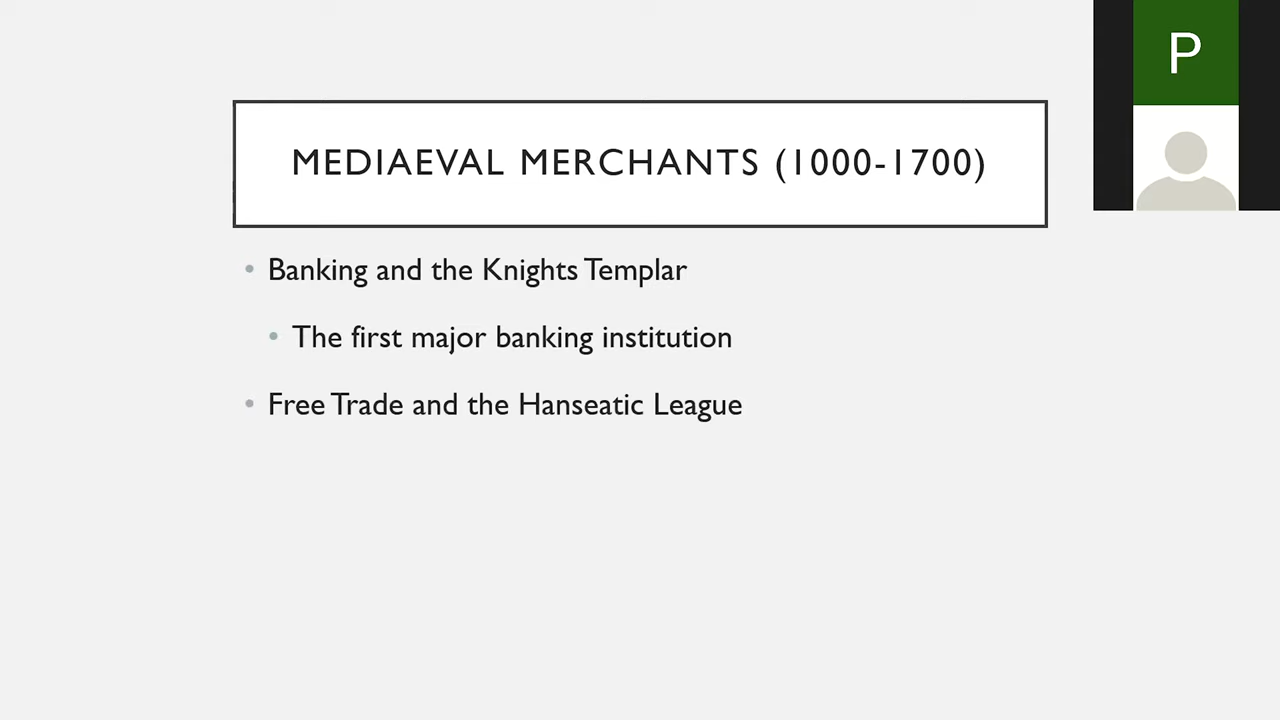 MEDIAEVAL MERCHANTS (1000-1700)
P
• Banking and the Knights Templar
• The first major banking institution
• Free Trade and the Hanseatic League